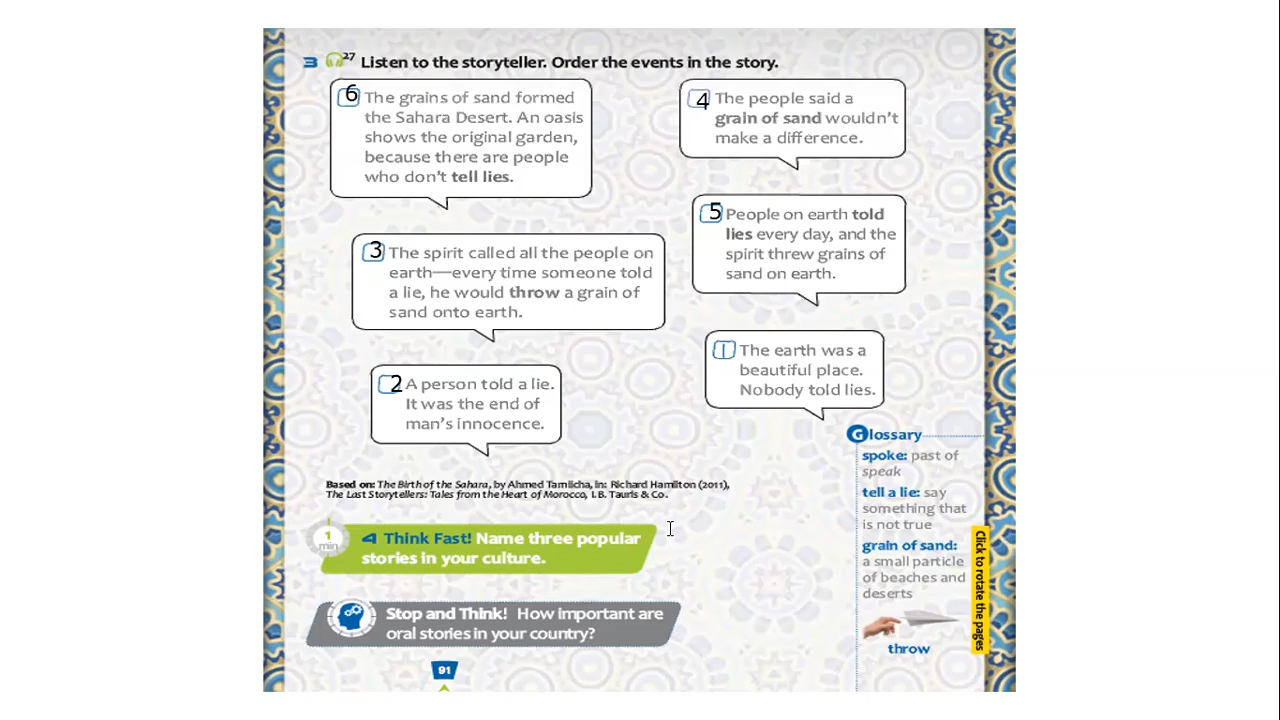 3 27 Listen to the storyteller. Order the events in the story.
6 The grains of sand formed
the Sahara Desert. An oasis
shows the original garden,
because there are people
who don't tell lies.
4 The people said a
grain of sand wouldn't
make a difference.
5 People on earth told
lies every day, and the
spirit threw grains of
sand on earth.
3 The spirit called all the people on
earth—every time someone told
a lie, he would throw a grain of
sand onto earth.
1 The earth was a
beautiful place.
Nobody told lies.
2 A person told a lie.
It was the end of
man's innocence.
Based on: The Birth of the Sahara, by Ahmed Tamiicha, in: Richard Hamilton (2011),
The Last Storytellers: Tales from the Heart of Morocco, I.B. Tauris & Co.
Glossary
spoke: past of
speak
tell a lie: say
something that
is not true
grain of sand:
a small particle
of beaches and
deserts
throw
Click to rotate the pages
1
min
4 Think Fast! Name three popular
stories in your culture.
Stop and Think! How important are
oral stories in your country?
91